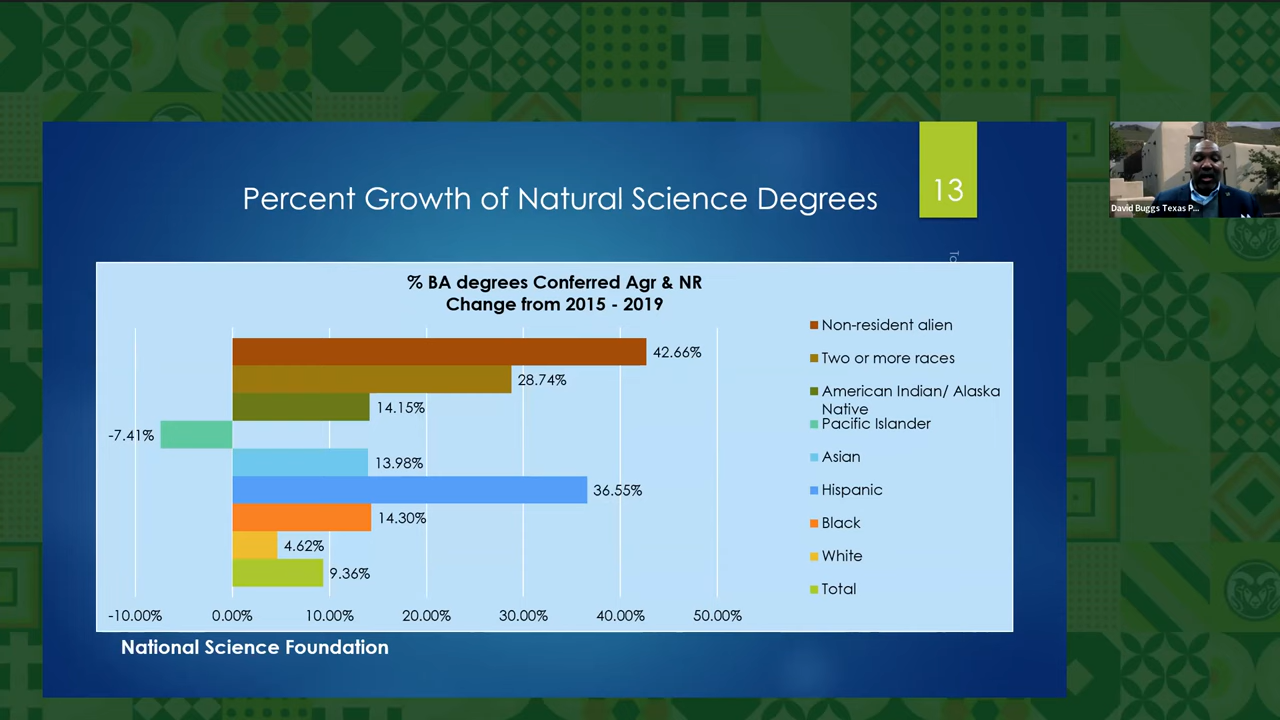 Percent Growth of Natural Science Degrees
13
To
% BA degrees Conferred Agr & NR
Change from 2015 - 2019
42.66%
28.74%
14.15%
-7.41%
13.98%
36.55%
14.30%
4.62%
9.36%
-10.00% 0.00% 10.00% 20.00% 30.00% 40.00% 50.00%
Non-resident alien
Two or more races
American Indian/ Alaska
Native
Pacific Islander
Asian
Hispanic
Black
White
Total
National Science Foundation
David Buggs Texas P...